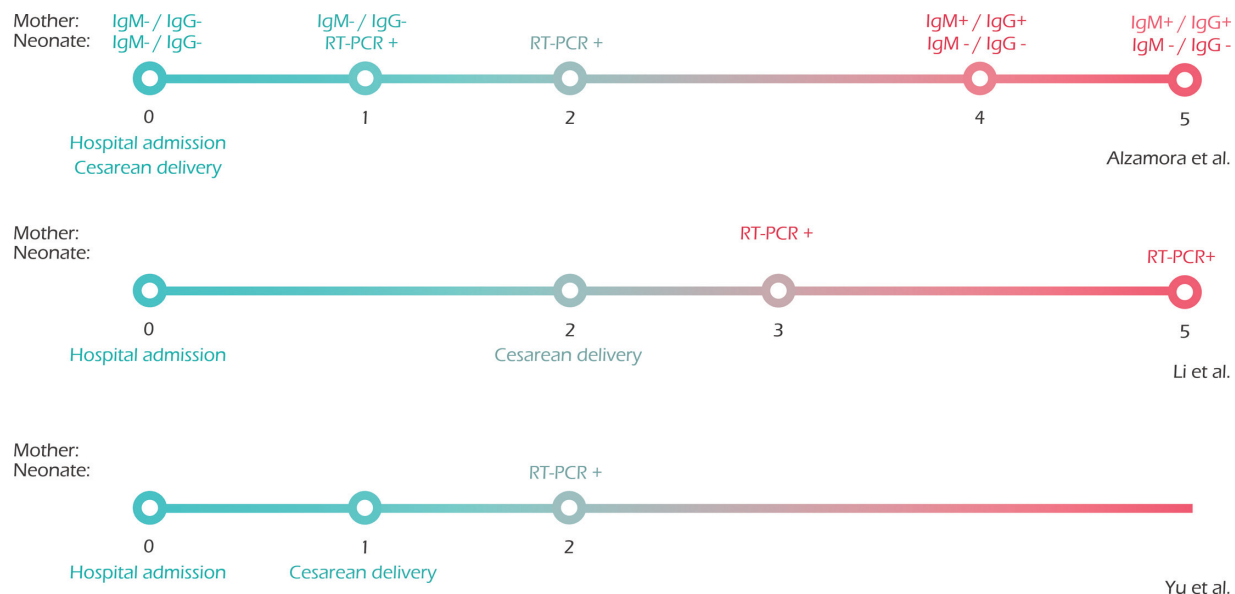 Mother: IgM- / IgG- IgM- / IgG- IgM+ / IgG+ IgM+ / IgG+
Neonate: IgM- / IgG- RT-PCR + RT-PCR + IgM - / IgG - IgM - / IgG -
0 1 2 4 5
Hospital admission
Cesarean delivery
Alzamora et al.
Mother: RT-PCR +
Neonate: RT-PCR+
0 2 3 5
Hospital admission Cesarean delivery
Li et al.
Mother:
Neonate: RT-PCR +
0 1 2
Hospital admission Cesarean delivery
Yu et al.